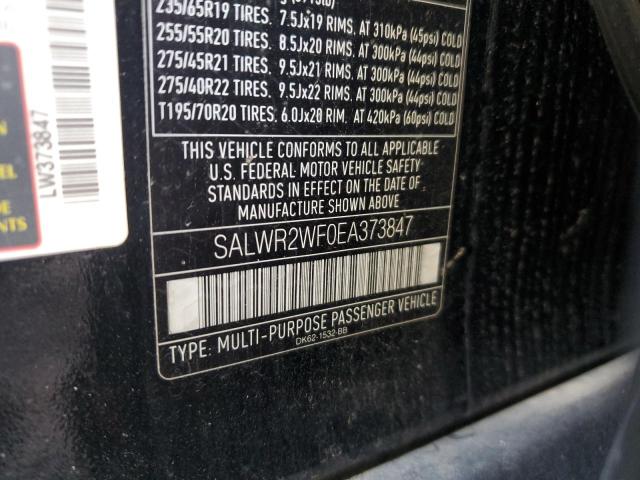 235/65R19 TIRES. 7.5Jx19 RIMS. AT 310kPa (45psi) COLD
255/55R20 TIRES. 8.5Jx20 RIMS. AT 300kPa (44psi) COLD
275/45R21 TIRES. 9.5Jx21 RIMS. AT 300kPa (44psi) COLD
275/40R22 TIRES. 9.5Jx22 RIMS. AT 300kPa (44psi) COLD
T195/70R20 TIRES. 6.0Jx20 RIM. AT 420kPa (60psi) COLD
THIS VEHICLE CONFORMS TO ALL APPLICABLE
U.S. FEDERAL MOTOR VEHICLE SAFETY
STANDARDS IN EFFECT ON THE DATE OF
MANUFACTURE SHOWN ABOVE
SALWR2WF0EA373847
TYPE: MULTI-PURPOSE PASSENGER VEHICLE
DK62-1532-BB
LW373847